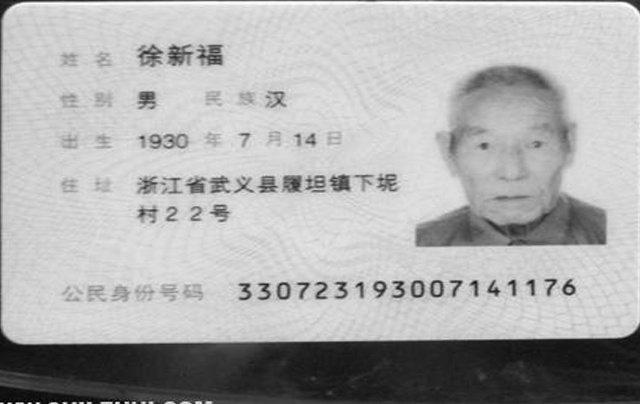 姓名 徐新福
性别 男 民族 汉
出生 1930 年 7 月 14 日
住址 浙江省武义县履坦镇下坭
村22号
公民身份号码 330723193007141176